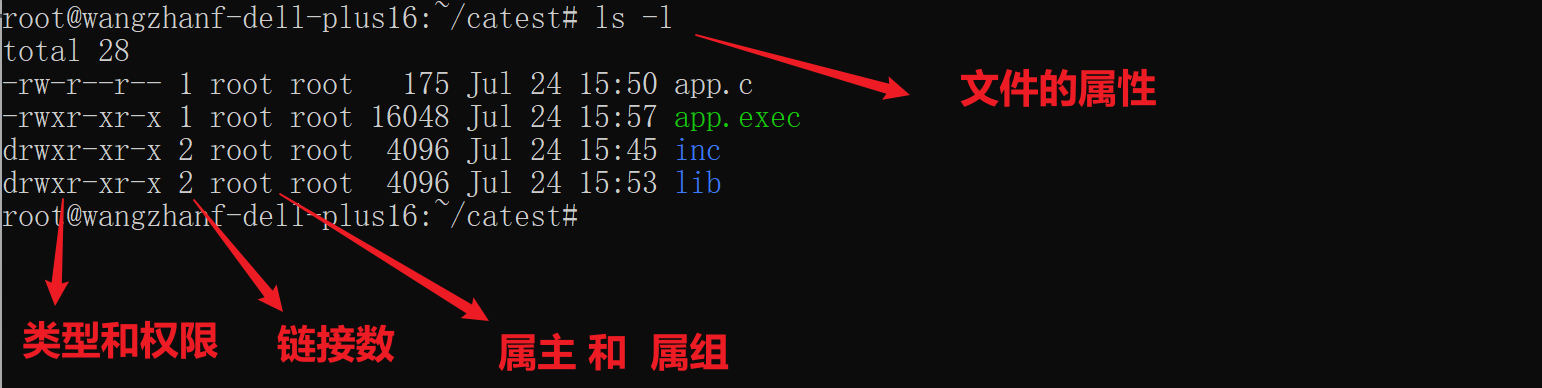 root@wangzhanf-dell-plus16:~/catest# ls -l
total 28
-rw-r--r-- 1 root root   175 Jul 24 15:50 app.c
-rwxr-xr-x 1 root root 16048 Jul 24 15:57 app.exec
drwxr-xr-x 2 root root  4096 Jul 24 15:45 inc
drwxr-xr-x 2 root root  4096 Jul 24 15:53 lib
root@wangzhanf-dell-plus16:~/catest#
文件的属性
类型和权限
链接数
属主 和 属组